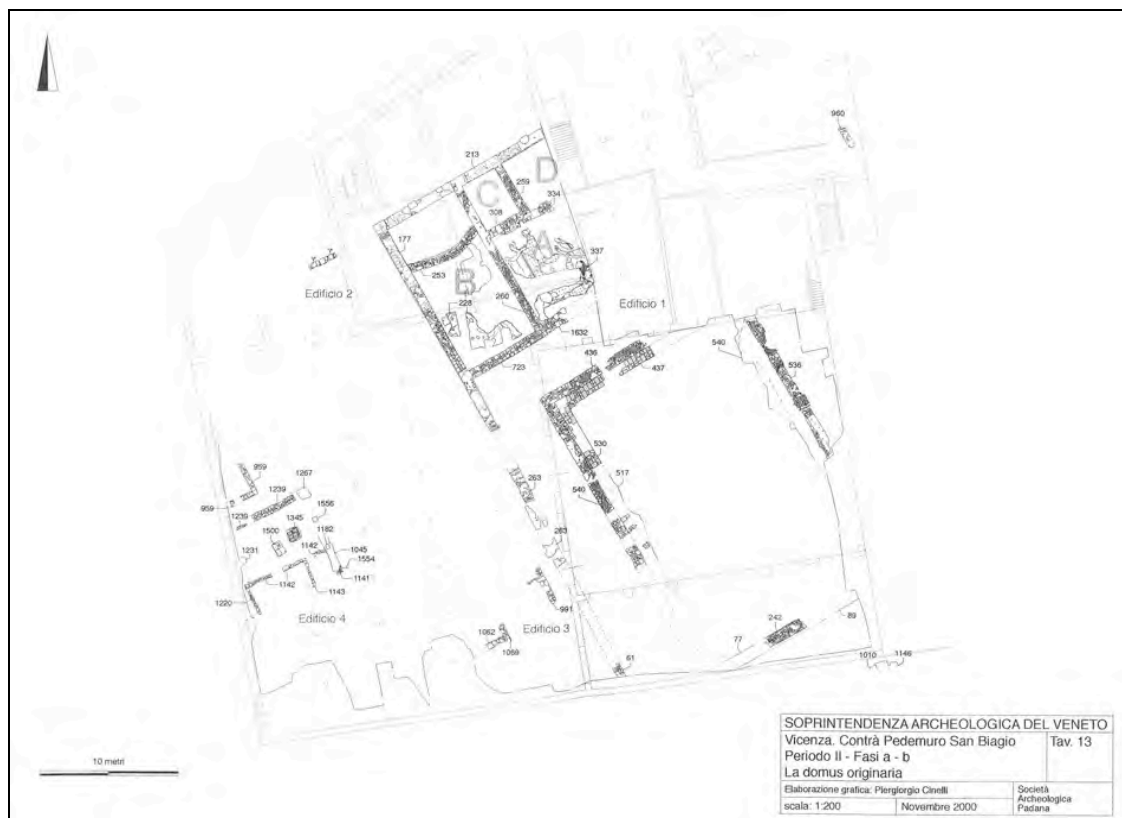 960
213
D
C
259
334
308
177
A
337
253
B
Edificio 2
228
260
Edificio 1
1632
540
436
723
437
536
530
517
959
1267
263
540
1239
959
1556
1239
1345
283
1500
1182
1142
1045
1231
1554
1141
1142
1143
991
1220
Edificio 4
242
89
1062
Edificio 3
77
1059
61
1010
1146
SOPRINTENDENZA ARCHEOLOGICA DEL VENETO
Vicenza. Contrà Pedemuro San Biagio
Tav. 13
Periodo II - Fasi a - b
La domus originaria
10 metri
Elaborazione grafica: Piergiorgio Cinelli
Società
Archeologica
Padana
scala: 1:200
Novembre 2000